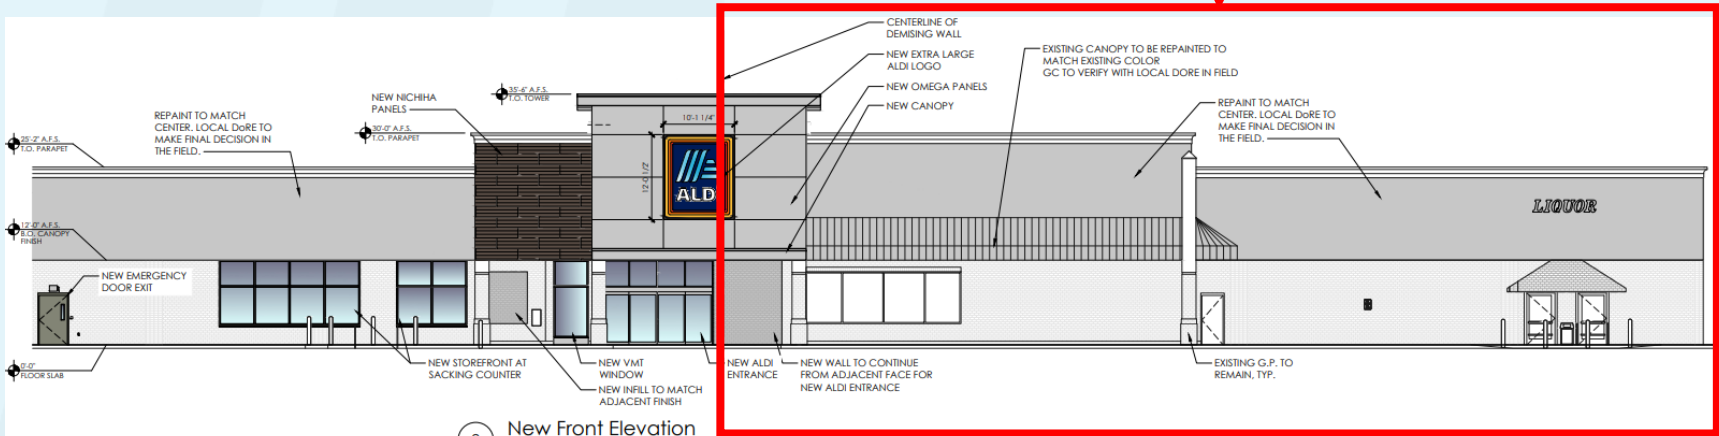 CENTERLINE OF
DEMISING WALL
NEW EXTRA LARGE
ALDI LOGO
NEW OMEGA PANELS
NEW CANOPY
EXISTING CANOPY TO BE REPAINTED TO
MATCH EXISTING COLOR
GC TO VERIFY WITH LOCAL DORE IN FIELD
REPAINT TO MATCH
CENTER. LOCAL DoRE TO
MAKE FINAL DECISION IN
THE FIELD.
35'-6" A.F.S.
T.O. TOWER
NEW NICHIHA
PANELS
30'-0" A.F.S.
T.O. PARAPET
REPAINT TO MATCH
CENTER. LOCAL DoRE TO
MAKE FINAL DECISION IN
THE FIELD.
25'-2" A.F.S.
T.O. PARAPET
10'-1 1/4"
12'-0 1/2"
ALDI
LIQUOR
12'-0" A.F.S.
B.O. CANOPY
FINISH
NEW EMERGENCY
DOOR EXIT
0'-0"
FLOOR SLAB
NEW STOREFRONT AT
SACKING COUNTER
NEW VMT
WINDOW
NEW INFILL TO MATCH
ADJACENT FINISH
NEW ALDI
ENTRANCE
NEW WALL TO CONTINUE
FROM ADJACENT FACE FOR
NEW ALDI ENTRANCE
EXISTING G.P. TO
REMAIN, TYP.
New Front Elevation